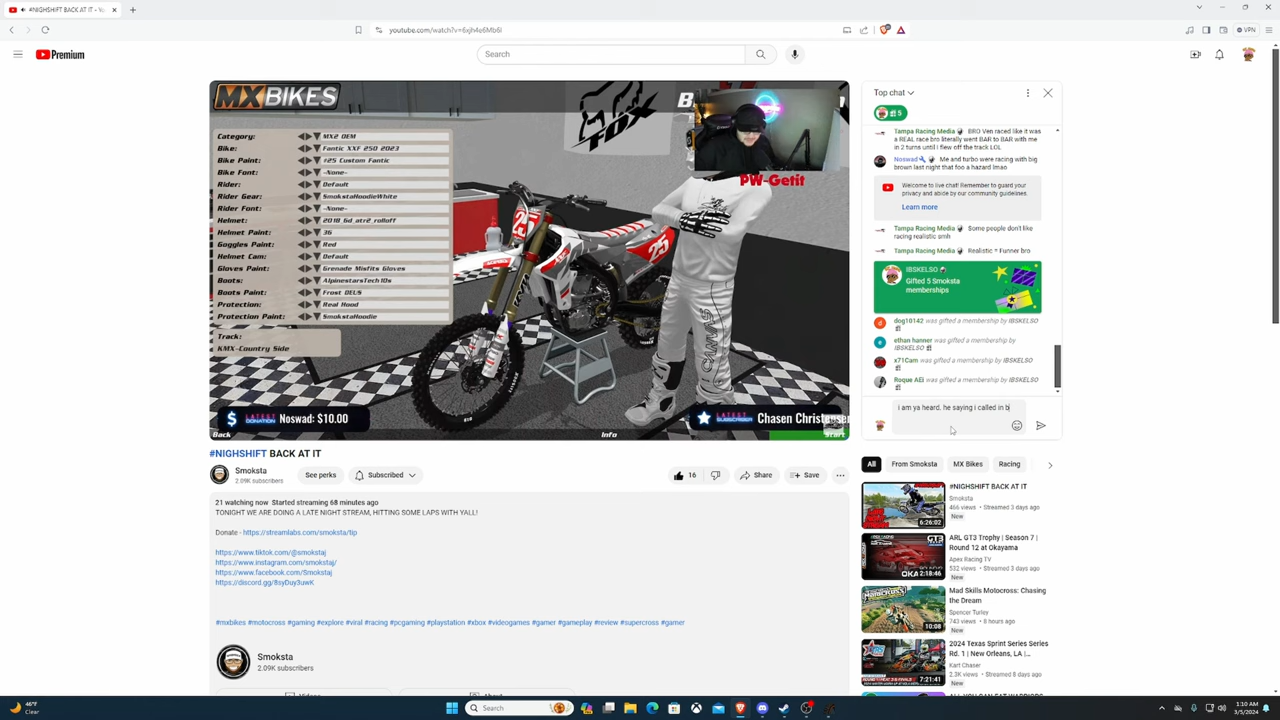 #NIGHSHIFT BACK AT IT
youtube.com/watch?v=6xjh4e6Mb6I
VPN
Premium
Search
MXBIKES
Category: MX2 OEM
Bike: Fantic XXF 250 2023
Bike Paint: #25 Custom Fantic
Bike Font: -None-
Rider: Default
Rider Gear: SmokstaHoodieWhite
Rider Font: -None-
Helmet: 2018_6d_atr2_rolloff
Helmet Paint: 36
Goggles Paint: Red
Helmet Cam: Default
Gloves Paint: Grenade Misfits Gloves
Boots: AlpinestarsTech10s
Boots Paint: Frost DEUS
Protection: Real Hood
Protection Paint: SmokstaHoodie
Track:
KMX-Country Side
FOX
PW-GetIt
25
LATEST DONATION Noswad: $10.00
LATEST SUBSCRIBER Chasen Christensen
Back
Info
Start
Top chat
5
Tampa Racing Media BRO Ven raced like it was
a REAL race bro literally went BAR to BAR with me
in 2 turns until I flew off the track LOL
Noswad Me and turbo were racing with big
brown last night that foo a hazard lmao
Welcome to live chat! Remember to guard your
privacy and abide by our community guidelines.
Learn more
Tampa Racing Media Some people don't like
racing realistic smh
Tampa Racing Media Realistic = Funner bro
IBSKELSO
Gifted 5 Smoksta
memberships
dog10142 was gifted a membership by IBSKELSO
ethan hanner was gifted a membership by
IBSKELSO
x71Cam was gifted a membership by IBSKELSO
Roque AEi was gifted a membership by IBSKELSO
i am ya heard. he saying i called in b
#NIGHSHIFT BACK AT IT
Smoksta
2.09K subscribers
See perks
Subscribed
16
Share
Save
21 watching now Started streaming 68 minutes ago
TONIGHT WE ARE DOING A LATE NIGHT STREAM, HITTING SOME LAPS WITH YALL!
Donate - https://streamlabs.com/smoksta/tip
https://www.tiktok.com/@smokstaj
https://www.instagram.com/smokstaj/
https://www.facebook.com/Smokstaj
https://discord.gg/8syDuy3uwK
#mxbikes #motocross #gaming #explore #viral #racing #pcgaming #playstation #xbox #videogames #gamer #gameplay #review #supercross #gamer
Smoksta
2.09K subscribers
Videos
About
All
From Smoksta
MX Bikes
Racing
#NIGHSHIFT BACK AT IT
Smoksta
466 views • Streamed 3 days ago
New
6:26:02
ARL GT3 Trophy | Season 7 |
Round 12 at Okayama
Apex Racing TV
532 views • Streamed 3 days ago
New
2:18:46
Mad Skills Motocross: Chasing
the Dream
Spencer Turley
743 views • 8 hours ago
New
10:08
2024 Texas Sprint Series Series
Rd. 1 | New Orleans, LA |...
Kart Chaser
2.3K views • Streamed 8 days ago
New
7:21:41
46°F
Clear
Search
1:10 AM
3/5/2024